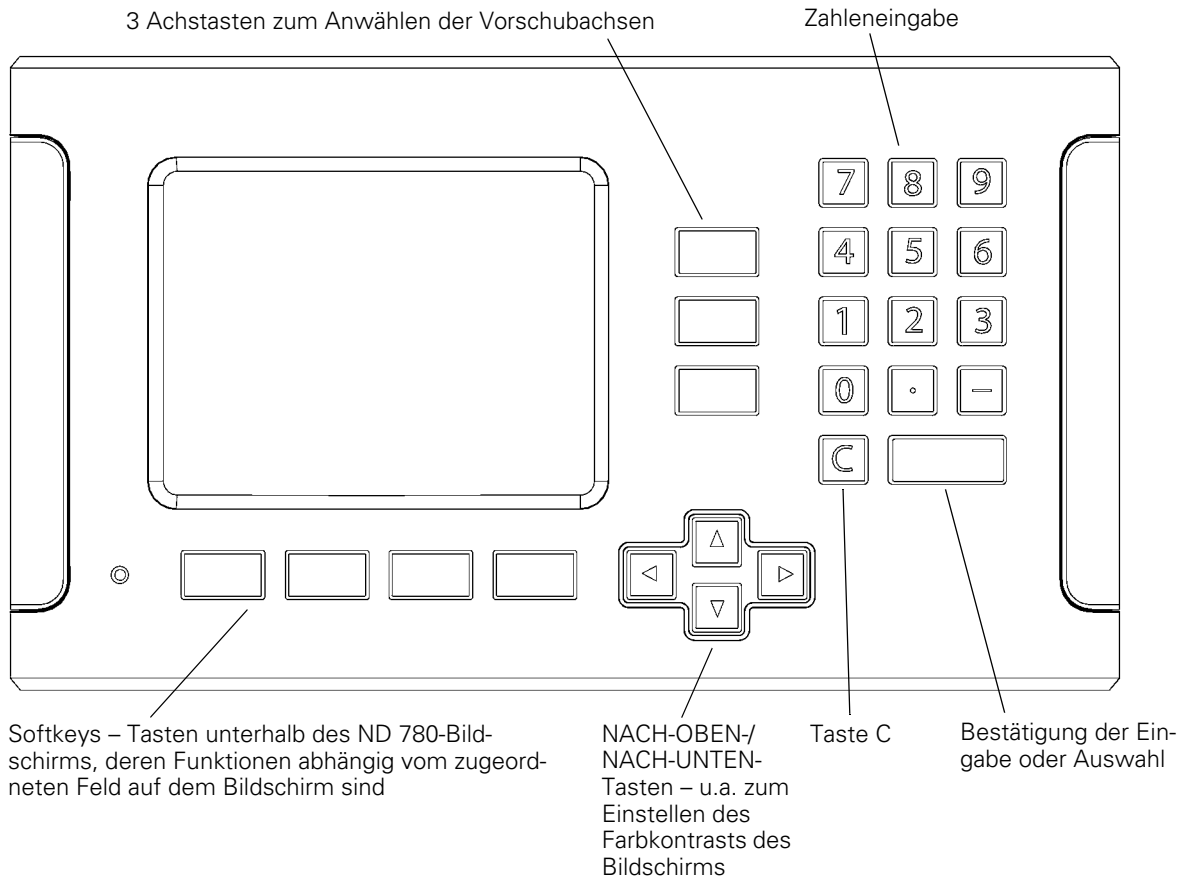 3 Achstasten zum Anwählen der Vorschubachsen
Zahleneingabe
7 8 9
4 5 6
1 2 3
0 . –
C
Softkeys – Tasten unterhalb des ND 780-Bild-
schirms, deren Funktionen abhängig vom zugeord-
neten Feld auf dem Bildschirm sind
NACH-OBEN-/
NACH-UNTEN-
Tasten – u.a. zum
Einstellen des
Farbkontrasts des
Bildschirms
Taste C
Bestätigung der Ein-
gabe oder Auswahl